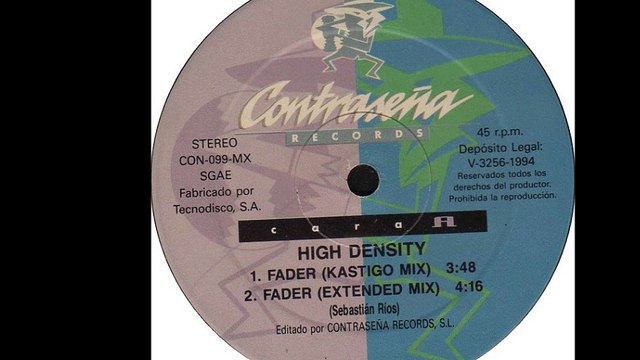 Contraseña
RECORDS
STEREO
CON-099-MX
SGAE
Fabricado por
Tecnodisco, S.A.
45 r.p.m.
Depósito Legal:
V-3256-1994
Reservados todos los
derechos del productor.
Prohibida la reproducción.
cara A
HIGH DENSITY
1. FADER (KASTIGO MIX) 3:48
2. FADER (EXTENDED MIX) 4:16
(Sebastián Ríos)
Editado por CONTRASEÑA RECORDS, S.L.